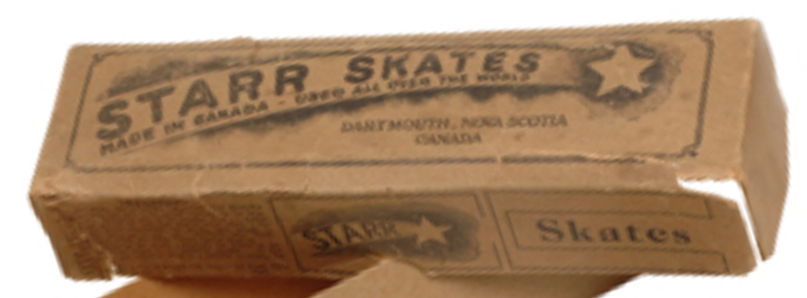 STARR SKATES
MADE IN CANADA - USED ALL OVER THE WORLD
DARTMOUTH, NOVA SCOTIA
CANADA
STARR
Skates